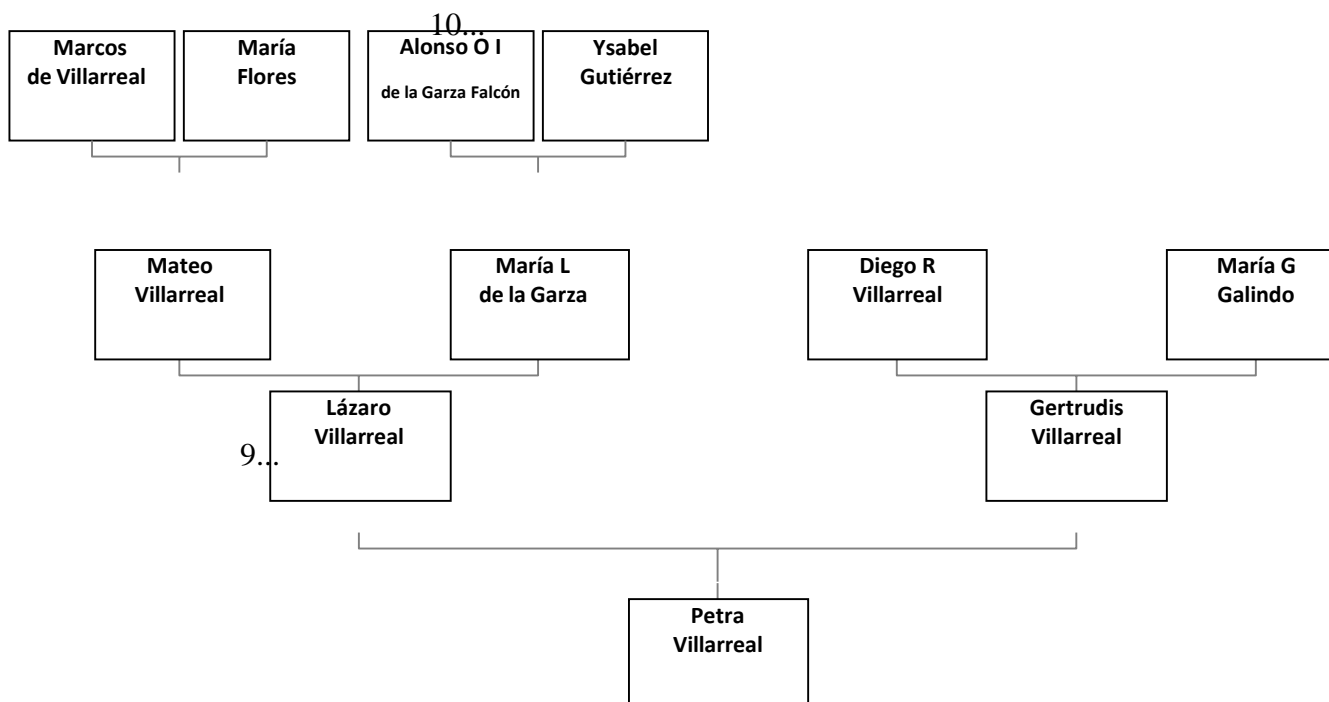 10...
Marcos
de Villarreal
María
Flores
Alonso O I
de la Garza Falcón
Ysabel
Gutiérrez
Mateo
Villarreal
María L
de la Garza
Diego R
Villarreal
María G
Galindo
Lázaro
Villarreal
9...
Gertrudis
Villarreal
Petra
Villarreal